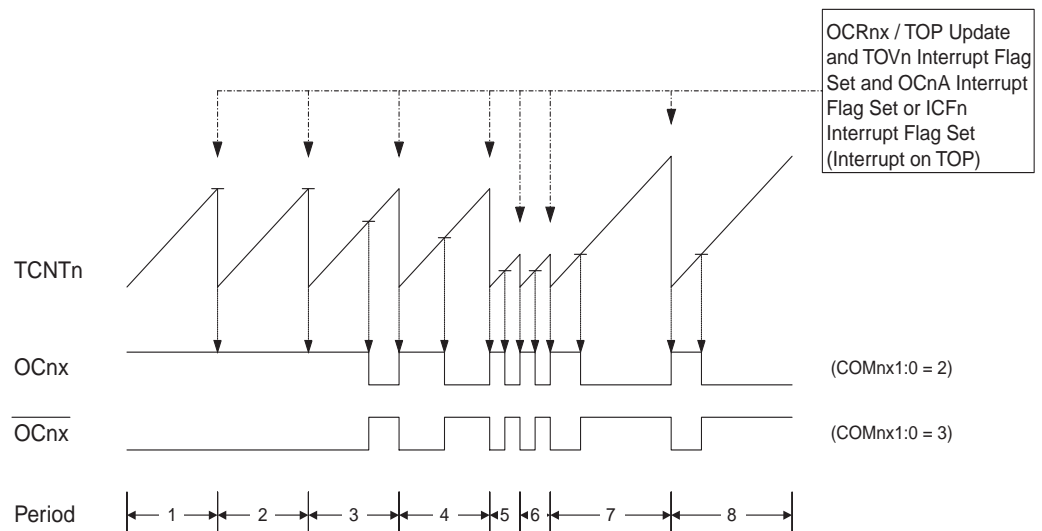 OCRnx / TOP Update
and TOVn Interrupt Flag
Set and OCnA Interrupt
Flag Set or ICFn
Interrupt Flag Set
(Interrupt on TOP)
TCNTn
OCnx (COMnx1:0 = 2)
OCnx (COMnx1:0 = 3)
Period 1 2 3 4 5 6 7 8